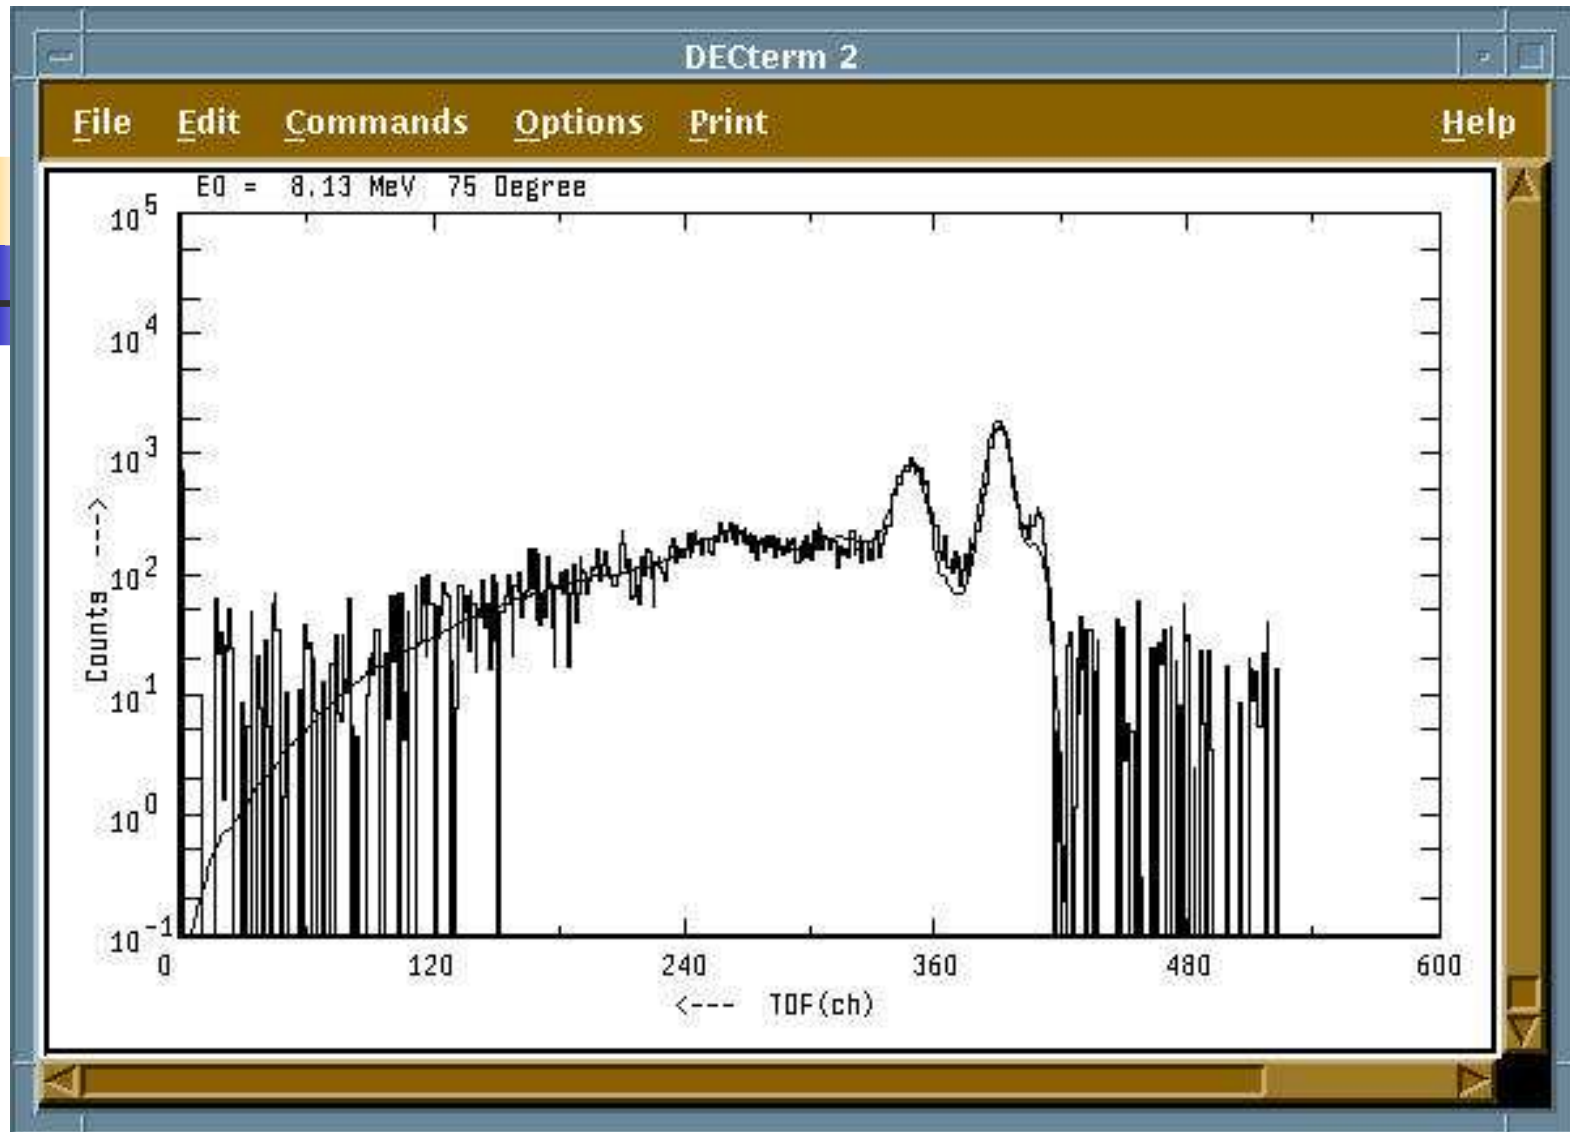 DECterm 2
File Edit Commands Options Print Help
E0 = 8.13 MeV 75 Degree
10^5
10^4
10^3
10^2
10^1
10^0
10^-1
Counts ---->
0 120 240 360 480 600
<--- TOF(ch)